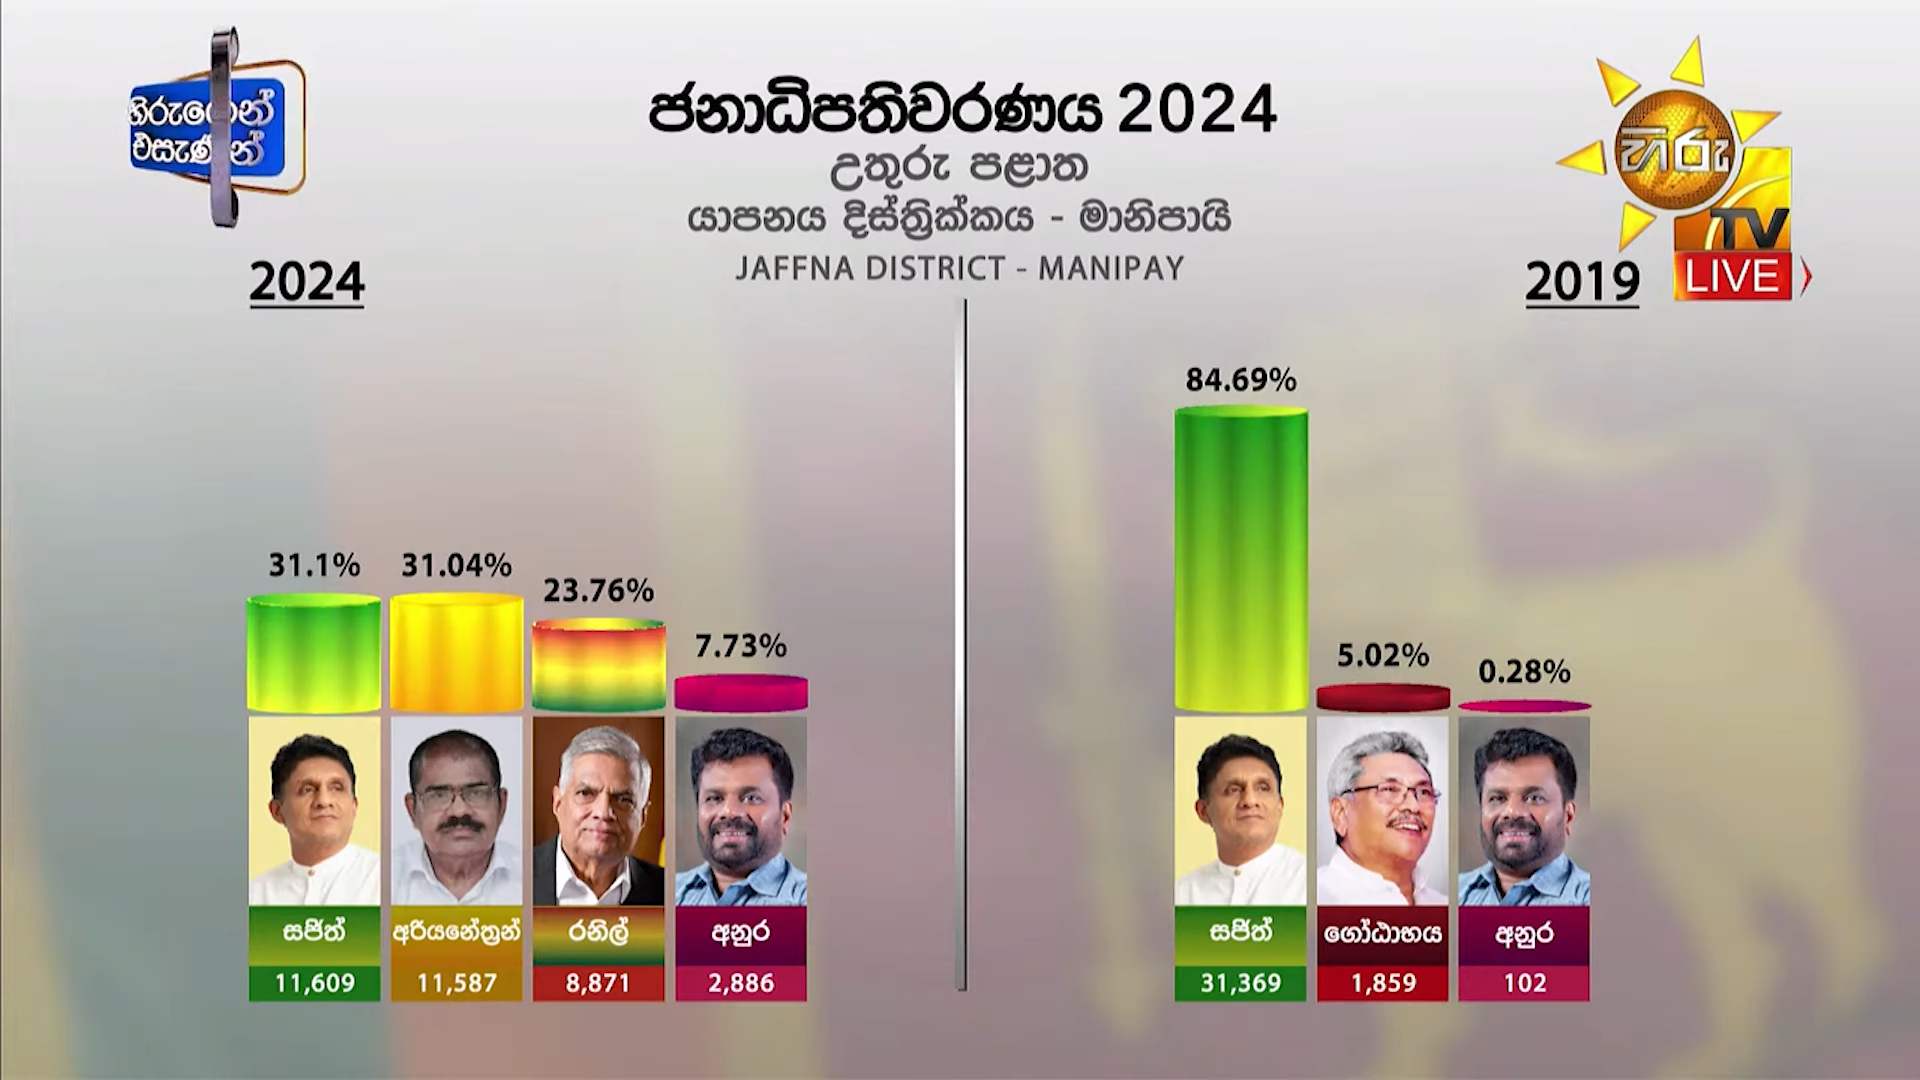 හිරුගෙන්
එසැණින්
ජනාධිපතිවරණය 2024
උතුරු පළාත
යාපනය දිස්ත්‍රික්කය - මානිපායි
JAFFNA DISTRICT - MANIPAY
හිරු
TV
LIVE
2024
31.1%
31.04%
23.76%
7.73%
සජිත්
අරියනේත්‍රන්
රනිල්
අනුර
11,609
11,587
8,871
2,886
2019
84.69%
5.02%
0.28%
සජිත්
ගෝඨාභය
අනුර
31,369
1,859
102